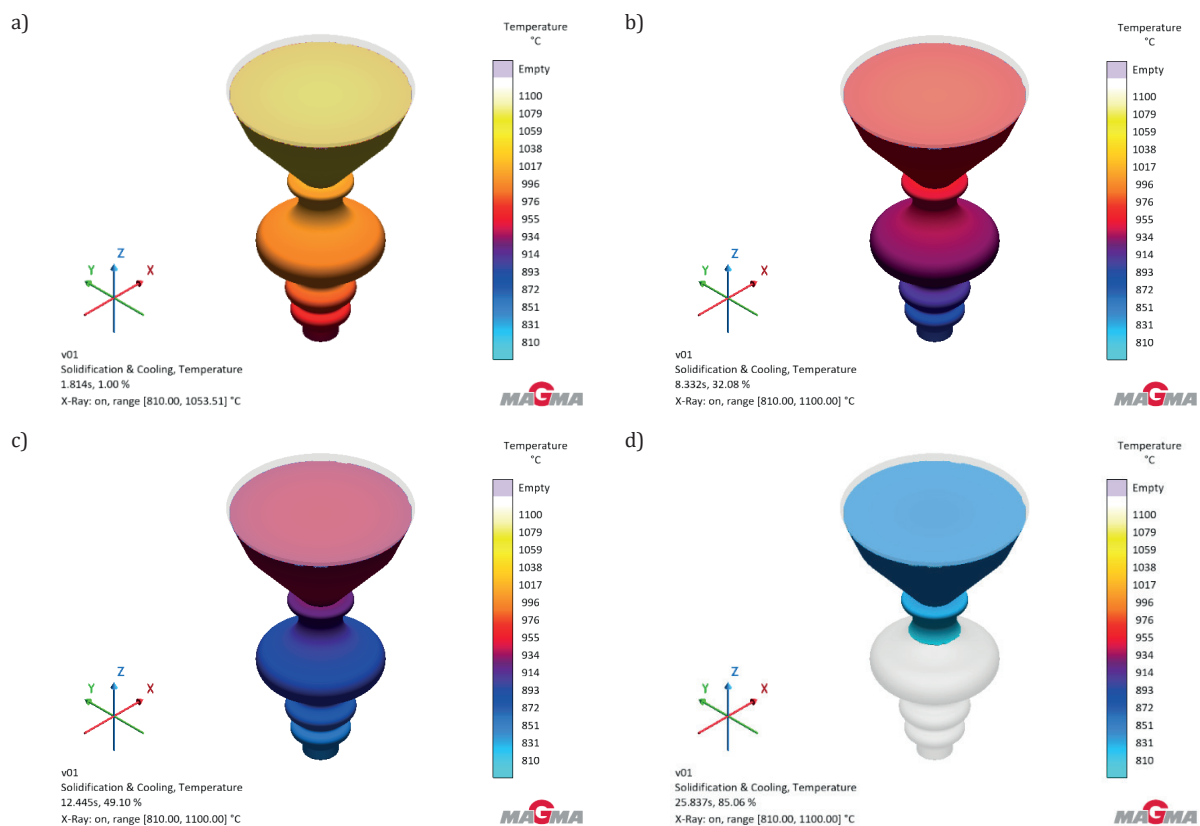 a)
Temperature
°C
Empty
1100
1079
1059
1038
1017
996
976
955
934
914
893
872
851
831
810
Z
Y
X
v01
Solidification & Cooling, Temperature
1.814s, 1.00 %
X-Ray: on, range [810.00, 1053.51] °C
MAGMA
b)
Temperature
°C
Empty
1100
1079
1059
1038
1017
996
976
955
934
914
893
872
851
831
810
Z
Y
X
v01
Solidification & Cooling, Temperature
8.332s, 32.08 %
X-Ray: on, range [810.00, 1100.00] °C
MAGMA
c)
Temperature
°C
Empty
1100
1079
1059
1038
1017
996
976
955
934
914
893
872
851
831
810
Z
Y
X
v01
Solidification & Cooling, Temperature
12.445s, 49.10 %
X-Ray: on, range [810.00, 1100.00] °C
MAGMA
d)
Temperature
°C
Empty
1100
1079
1059
1038
1017
996
976
955
934
914
893
872
851
831
810
Z
Y
X
v01
Solidification & Cooling, Temperature
25.837s, 85.06 %
X-Ray: on, range [810.00, 1100.00] °C
MAGMA